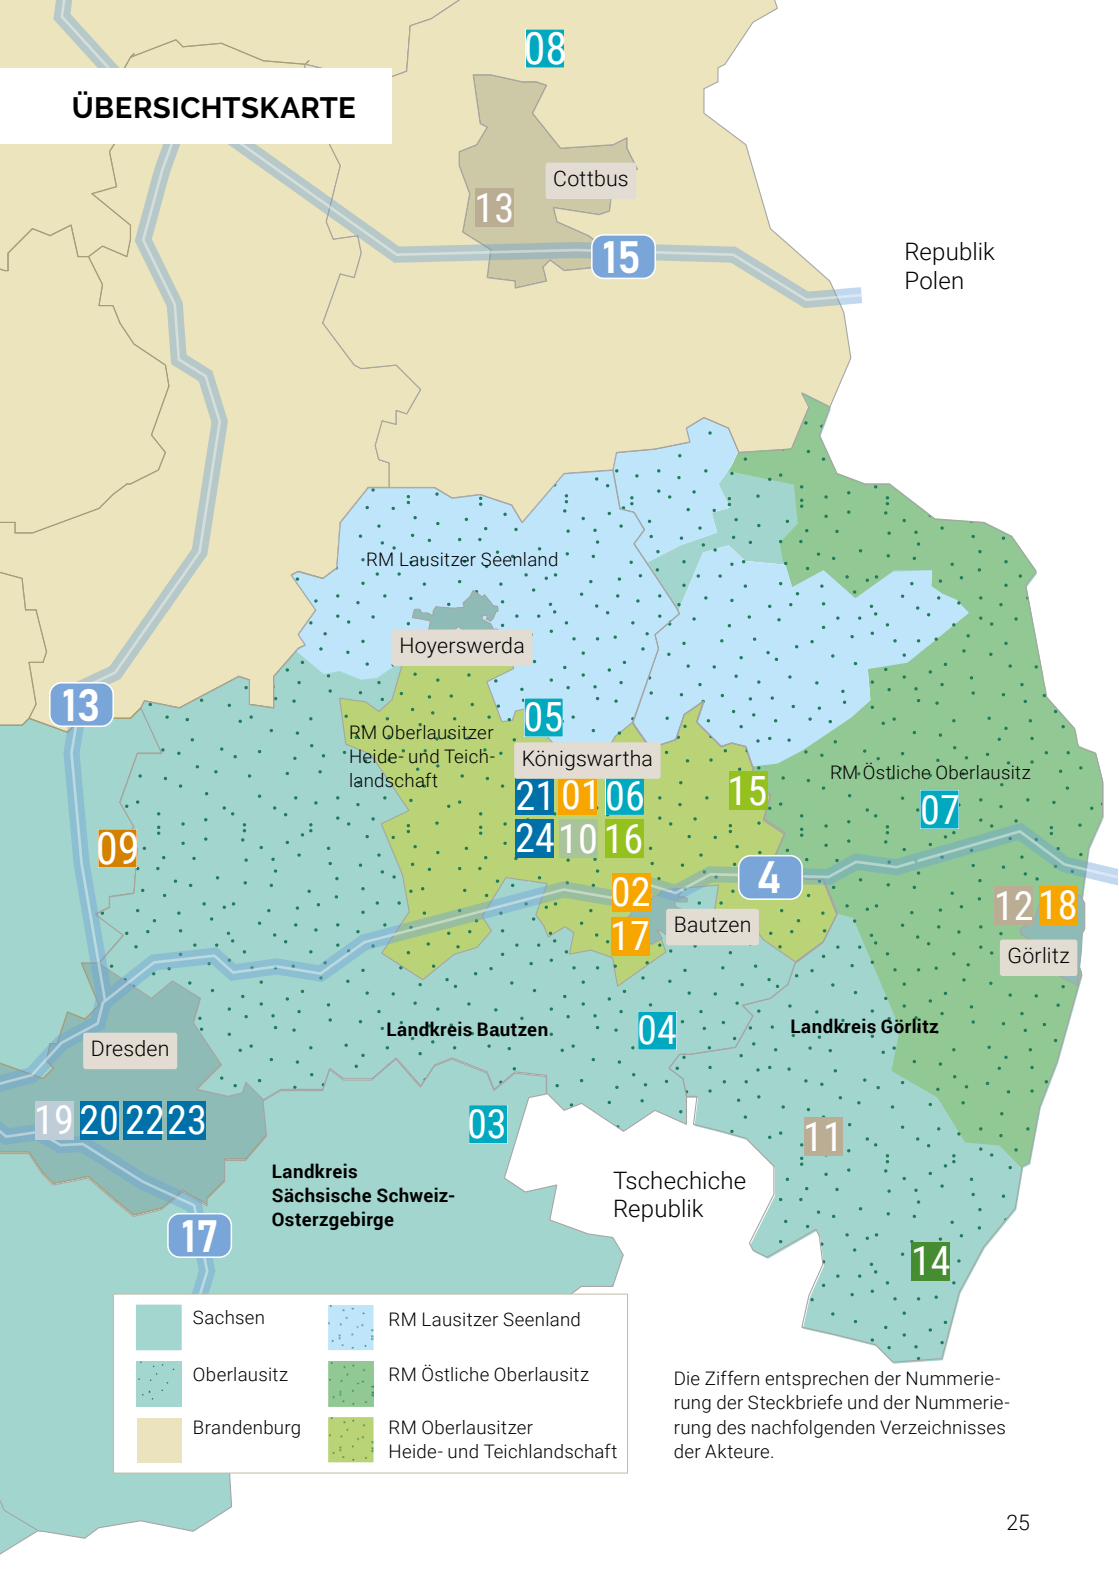 08
ÜBERSICHTSKARTE
Cottbus
13
15
Republik
Polen
RM Lausitzer Seenland
Hoyerswerda
13
05
RM Oberlausitzer
Heide- und Teich-
landschaft
Königswartha
21 01 06
24 10 16
15
RM Östliche Oberlausitz
07
09
4
02
17
Bautzen
12 18
Görlitz
Landkreis Bautzen
04
Landkreis Görlitz
Dresden
19 20 22 23
03
11
Landkreis
Sächsische Schweiz-
Osterzgebirge
Tschechiche
Republik
17
14
Sachsen
Oberlausitz
Brandenburg
RM Lausitzer Seenland
RM Östliche Oberlausitz
RM Oberlausitzer
Heide- und Teichlandschaft
Die Ziffern entsprechen der Nummerie-
rung der Steckbriefe und der Nummerie-
rung des nachfolgenden Verzeichnisses
der Akteure.
25